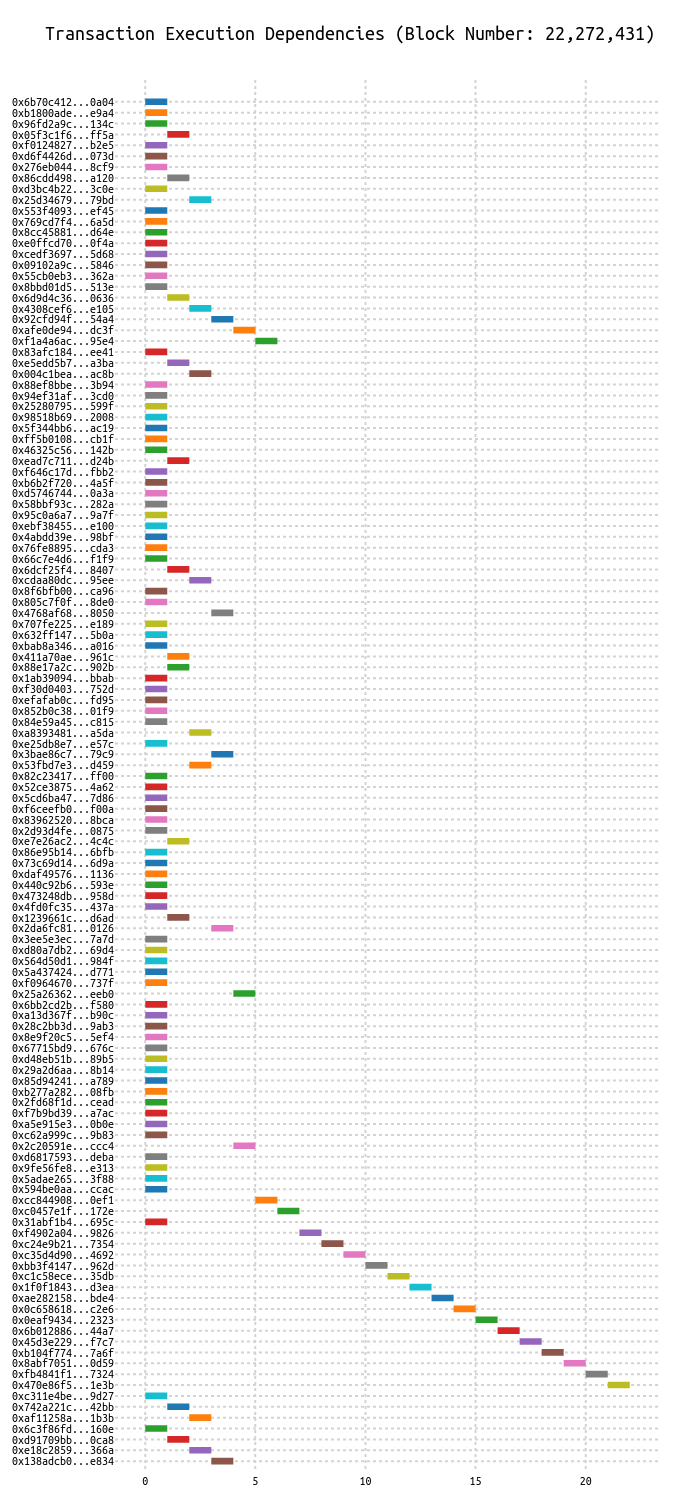 Transaction Execution Dependencies (Block Number: 22,272,431)
0x6b70c412...0a04
0xb1800ade...e9a4
0x96fd2a9c...134c
0x05f3c1f6...ff5a
0xf0124827...b2e5
0xd6f4426d...073d
0x276eb044...8cf9
0x86cdd498...a120
0xd3bc4b22...3c0e
0x25d34679...79bd
0x553f4093...ef45
0x769cd7f4...6a5d
0x8cc45881...d64e
0xe0ffcd70...0f4a
0xcedf3697...5d68
0x09102a9c...5846
0x55cb0eb3...362a
0x8bbd01d5...513e
0x6d9d4c36...0636
0x4308cef6...e105
0x92cfd94f...54a4
0xafe0de94...dc3f
0xf1a4a6ac...95e4
0x83afc184...ee41
0xe5edd5b7...a3ba
0x004c1bea...ac8b
0x88ef8bbe...3b94
0x94ef31af...3cd0
0x25280795...599f
0x98518b69...2008
0x5f344bb6...ac19
0xff5b0108...cb1f
0x46325c56...142b
0xead7c711...d24b
0xf646c17d...fbb2
0xb6b2f720...4a5f
0xd5746744...0a3a
0x58bbf93c...282a
0x95c0a6a7...9a7f
0xebf38455...e100
0x4abdd39e...98bf
0x76fe8895...cda3
0x66c7e4d6...f1f9
0x6dcf25f4...8407
0xcdaa80dc...95ee
0x8f6bfb00...ca96
0x805c7f0f...8de0
0x4768af68...8050
0x707fe225...e189
0x632ff147...5b0a
0xbab8a346...a016
0x411a70ae...961c
0x88e17a2c...902b
0x1ab39094...bbab
0xf30d0403...752d
0xefafab0c...fd95
0x852b0c38...01f9
0x84e59a45...c815
0xa8393481...a5da
0xe25db8e7...e57c
0x3bae86c7...79c9
0x53fbd7e3...d459
0x82c23417...ff00
0x52ce3875...4a62
0x5cd6ba47...7d86
0xf6ceefb0...f00a
0x83962520...8bca
0x2d93d4fe...0875
0xe7e26ac2...4c4c
0x86e95b14...6bfb
0x73c69d14...6d9a
0xdaf49576...1136
0x440c92b6...593e
0x473248db...958d
0x4fd0fc35...437a
0x1239661c...d6ad
0x2da6fc81...0126
0x3ee5e3ec...7a7d
0xd80a7db2...69d4
0x564d50d1...984f
0x5a437424...d771
0xf0964670...737f
0x25a26362...eeb0
0x6bb2cd2b...f580
0xa13d367f...b90c
0x28c2bb3d...9ab3
0x8e9f20c5...5ef4
0x67715bd9...676c
0xd48eb51b...89b5
0x29a2d6aa...8b14
0x85d94241...a789
0xb277a282...08fb
0x2fd68f1d...cead
0xf7b9bd39...a7ac
0xa5e915e3...0b0e
0xc62a999c...9b83
0x2c20591e...ccc4
0xd6817593...deba
0x9fe56fe8...e313
0x5adae265...3f88
0x594be0aa...ccac
0xcc844908...0ef1
0xc0457e1f...172e
0x31abf1b4...695c
0xf4902a04...9826
0xc24e9b21...7354
0xc35d4d90...4692
0xbb3f4147...962d
0xc1c58ece...35db
0x1f0f1843...d3ea
0xae282158...bde4
0x0c658618...c2e6
0x0eaf9434...2323
0x6b012886...44a7
0x45d3e229...f7c7
0xb104f774...7a6f
0x8abf7051...0d59
0xfb4841f1...7324
0x470e86f5...1e3b
0xc311e4be...9d27
0x742a221c...42bb
0xaf11258a...1b3b
0x6c3f86fd...160e
0xd91709bb...0ca8
0xe18c2859...366a
0x138adcb0...e834
0 5 10 15 20